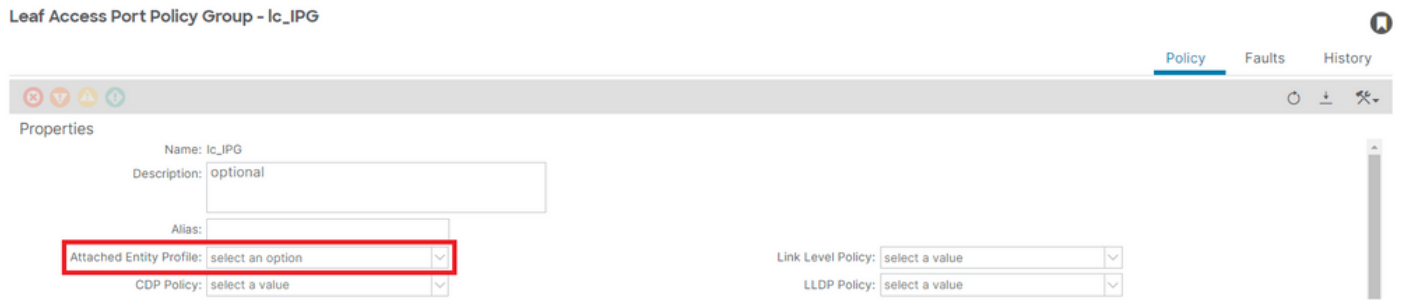 Leaf Access Port Policy Group - lc_IPG
Policy Faults History
Properties
Name: lc_IPG
Description: optional
Alias:
Attached Entity Profile: select an option Link Level Policy: select a value
CDP Policy: select a value LLDP Policy: select a value